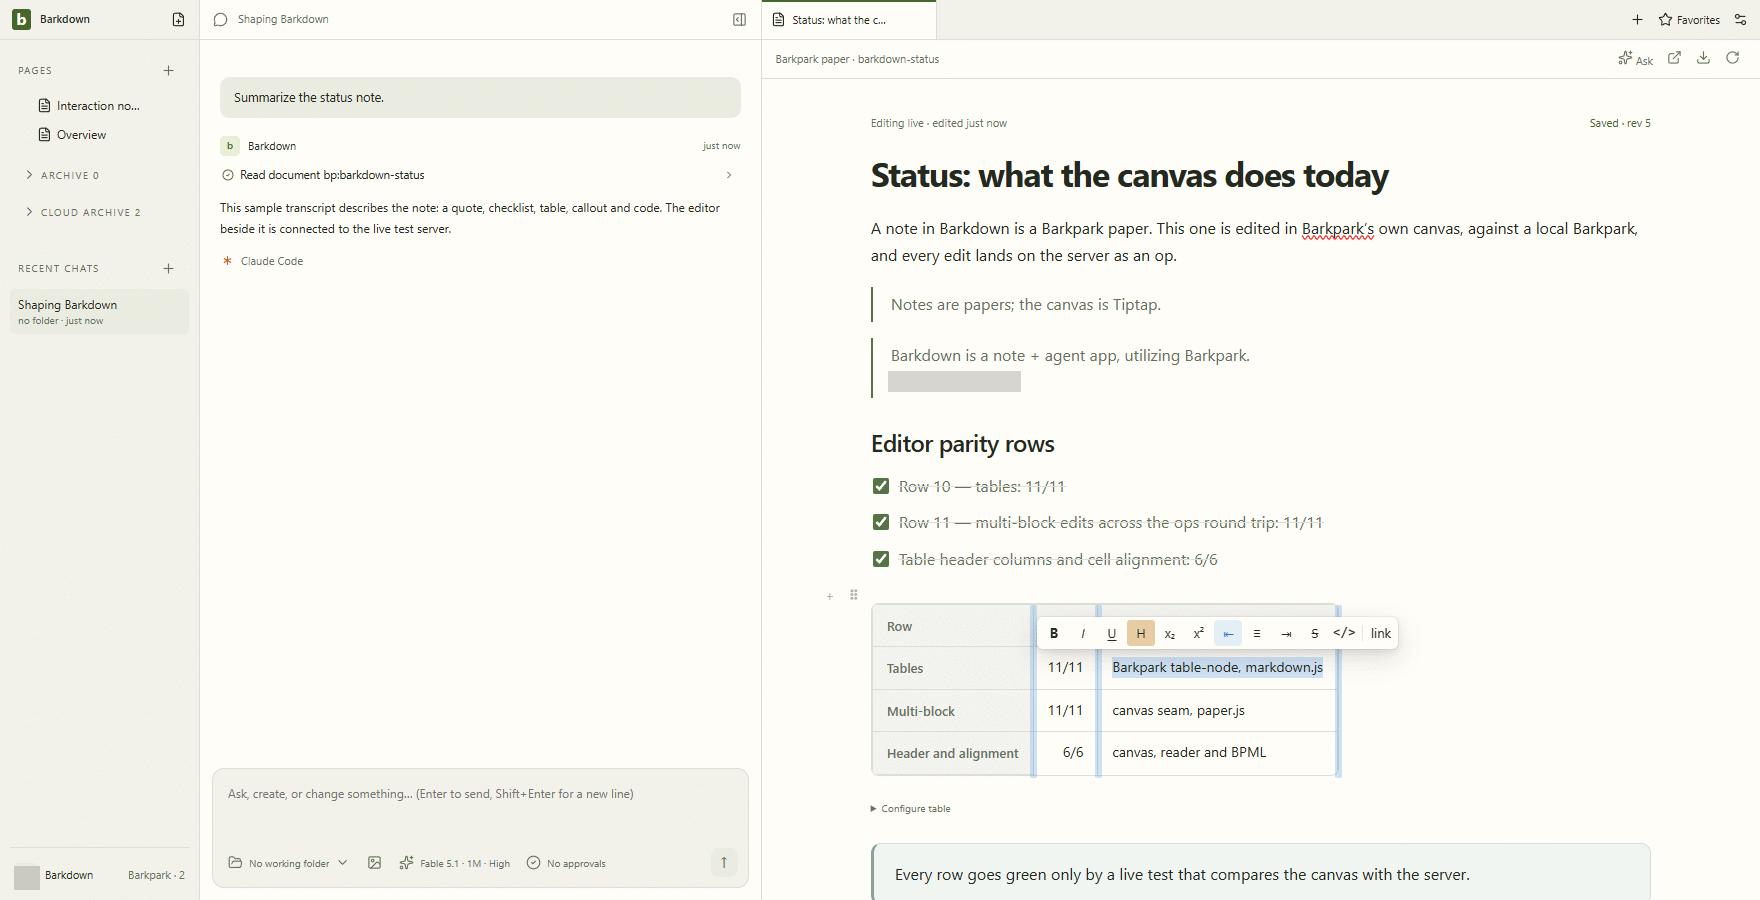 b Barkdown
PAGES
Interaction no...
Overview
ARCHIVE 0
CLOUD ARCHIVE 2
RECENT CHATS
Shaping Barkdown
no folder · just now
Barkdown
Barkpark · 2
Shaping Barkdown
Summarize the status note.
b Barkdown just now
Read document bp:barkdown-status
This sample transcript describes the note: a quote, checklist, table, callout and code. The editor
beside it is connected to the live test server.
Claude Code
Ask, create, or change something... (Enter to send, Shift+Enter for a new line)
No working folder
Fable 5.1 · 1M · High
No approvals
Status: what the c...
Favorites
Barkpark paper · barkdown-status
Ask
Editing live · edited just now
Saved · rev 5
Status: what the canvas does today
A note in Barkdown is a Barkpark paper. This one is edited in Barkpark's own canvas, against a local Barkpark,
and every edit lands on the server as an op.
Notes are papers; the canvas is Tiptap.
Barkdown is a note + agent app, utilizing Barkpark.
Editor parity rows
Row 10 — tables: 11/11
Row 11 — multi-block edits across the ops round trip: 11/11
Table header columns and cell alignment: 6/6
Row
B I U H x₂ x² S </> link
Tables 11/11 Barkpark table-node, markdown.js
Multi-block 11/11 canvas seam, paper.js
Header and alignment 6/6 canvas, reader and BPML
Configure table
Every row goes green only by a live test that compares the canvas with the server.